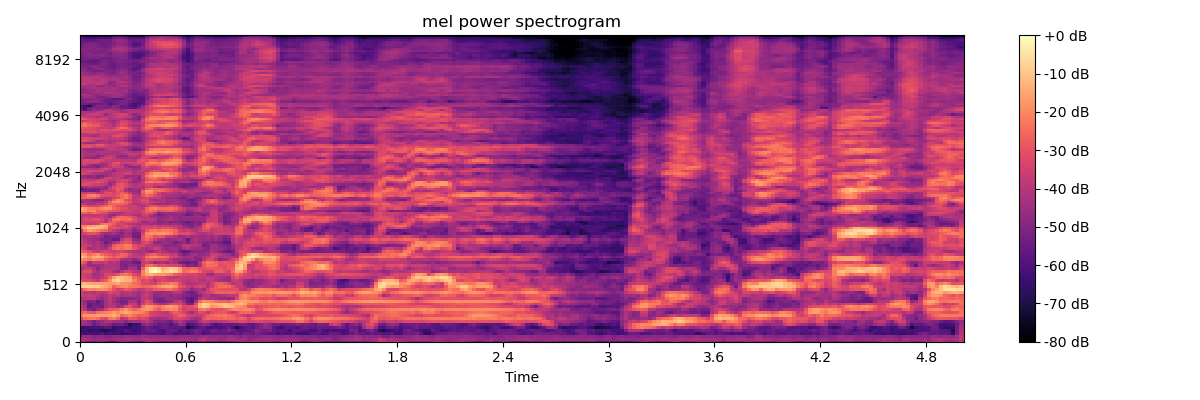 mel power spectrogram
Hz
8192
4096
2048
1024
512
0
0 0.6 1.2 1.8 2.4 3 3.6 4.2 4.8
Time
+0 dB
-10 dB
-20 dB
-30 dB
-40 dB
-50 dB
-60 dB
-70 dB
-80 dB